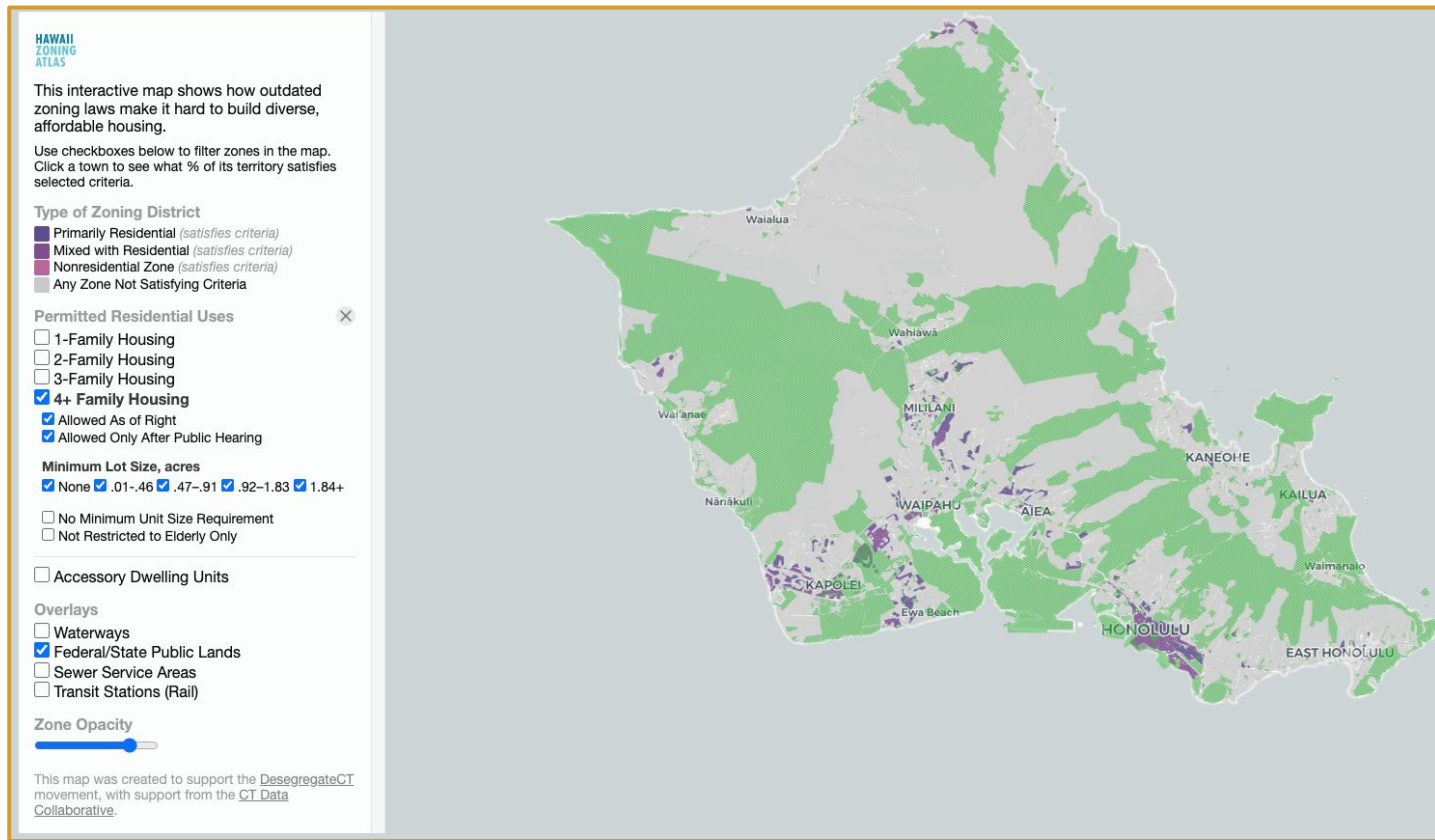 HAWAII
ZONING
ATLAS
This interactive map shows how outdated
zoning laws make it hard to build diverse,
affordable housing.
Use checkboxes below to filter zones in the map.
Click a town to see what % of its territory satisfies
selected criteria.
Type of Zoning District
Primarily Residential (satisfies criteria)
Mixed with Residential (satisfies criteria)
Nonresidential Zone (satisfies criteria)
Any Zone Not Satisfying Criteria
Permitted Residential Uses
1-Family Housing
2-Family Housing
3-Family Housing
4+ Family Housing
Allowed As of Right
Allowed Only After Public Hearing
Minimum Lot Size, acres
None .01-.46 .47–.91 .92–1.83 1.84+
No Minimum Unit Size Requirement
Not Restricted to Elderly Only
Accessory Dwelling Units
Overlays
Waterways
Federal/State Public Lands
Sewer Service Areas
Transit Stations (Rail)
Zone Opacity
This map was created to support the DesegregateCT
movement, with support from the CT Data
Collaborative.
Waialua
Wahiawā
MILILANI
Wai'anae
KANEOHE
KAILUA
Nānākuli
WAIPAHU
AIEA
Waimanalo
KAPOLEI
Ewa Beach
HONOLULU
EAST HONOLULU